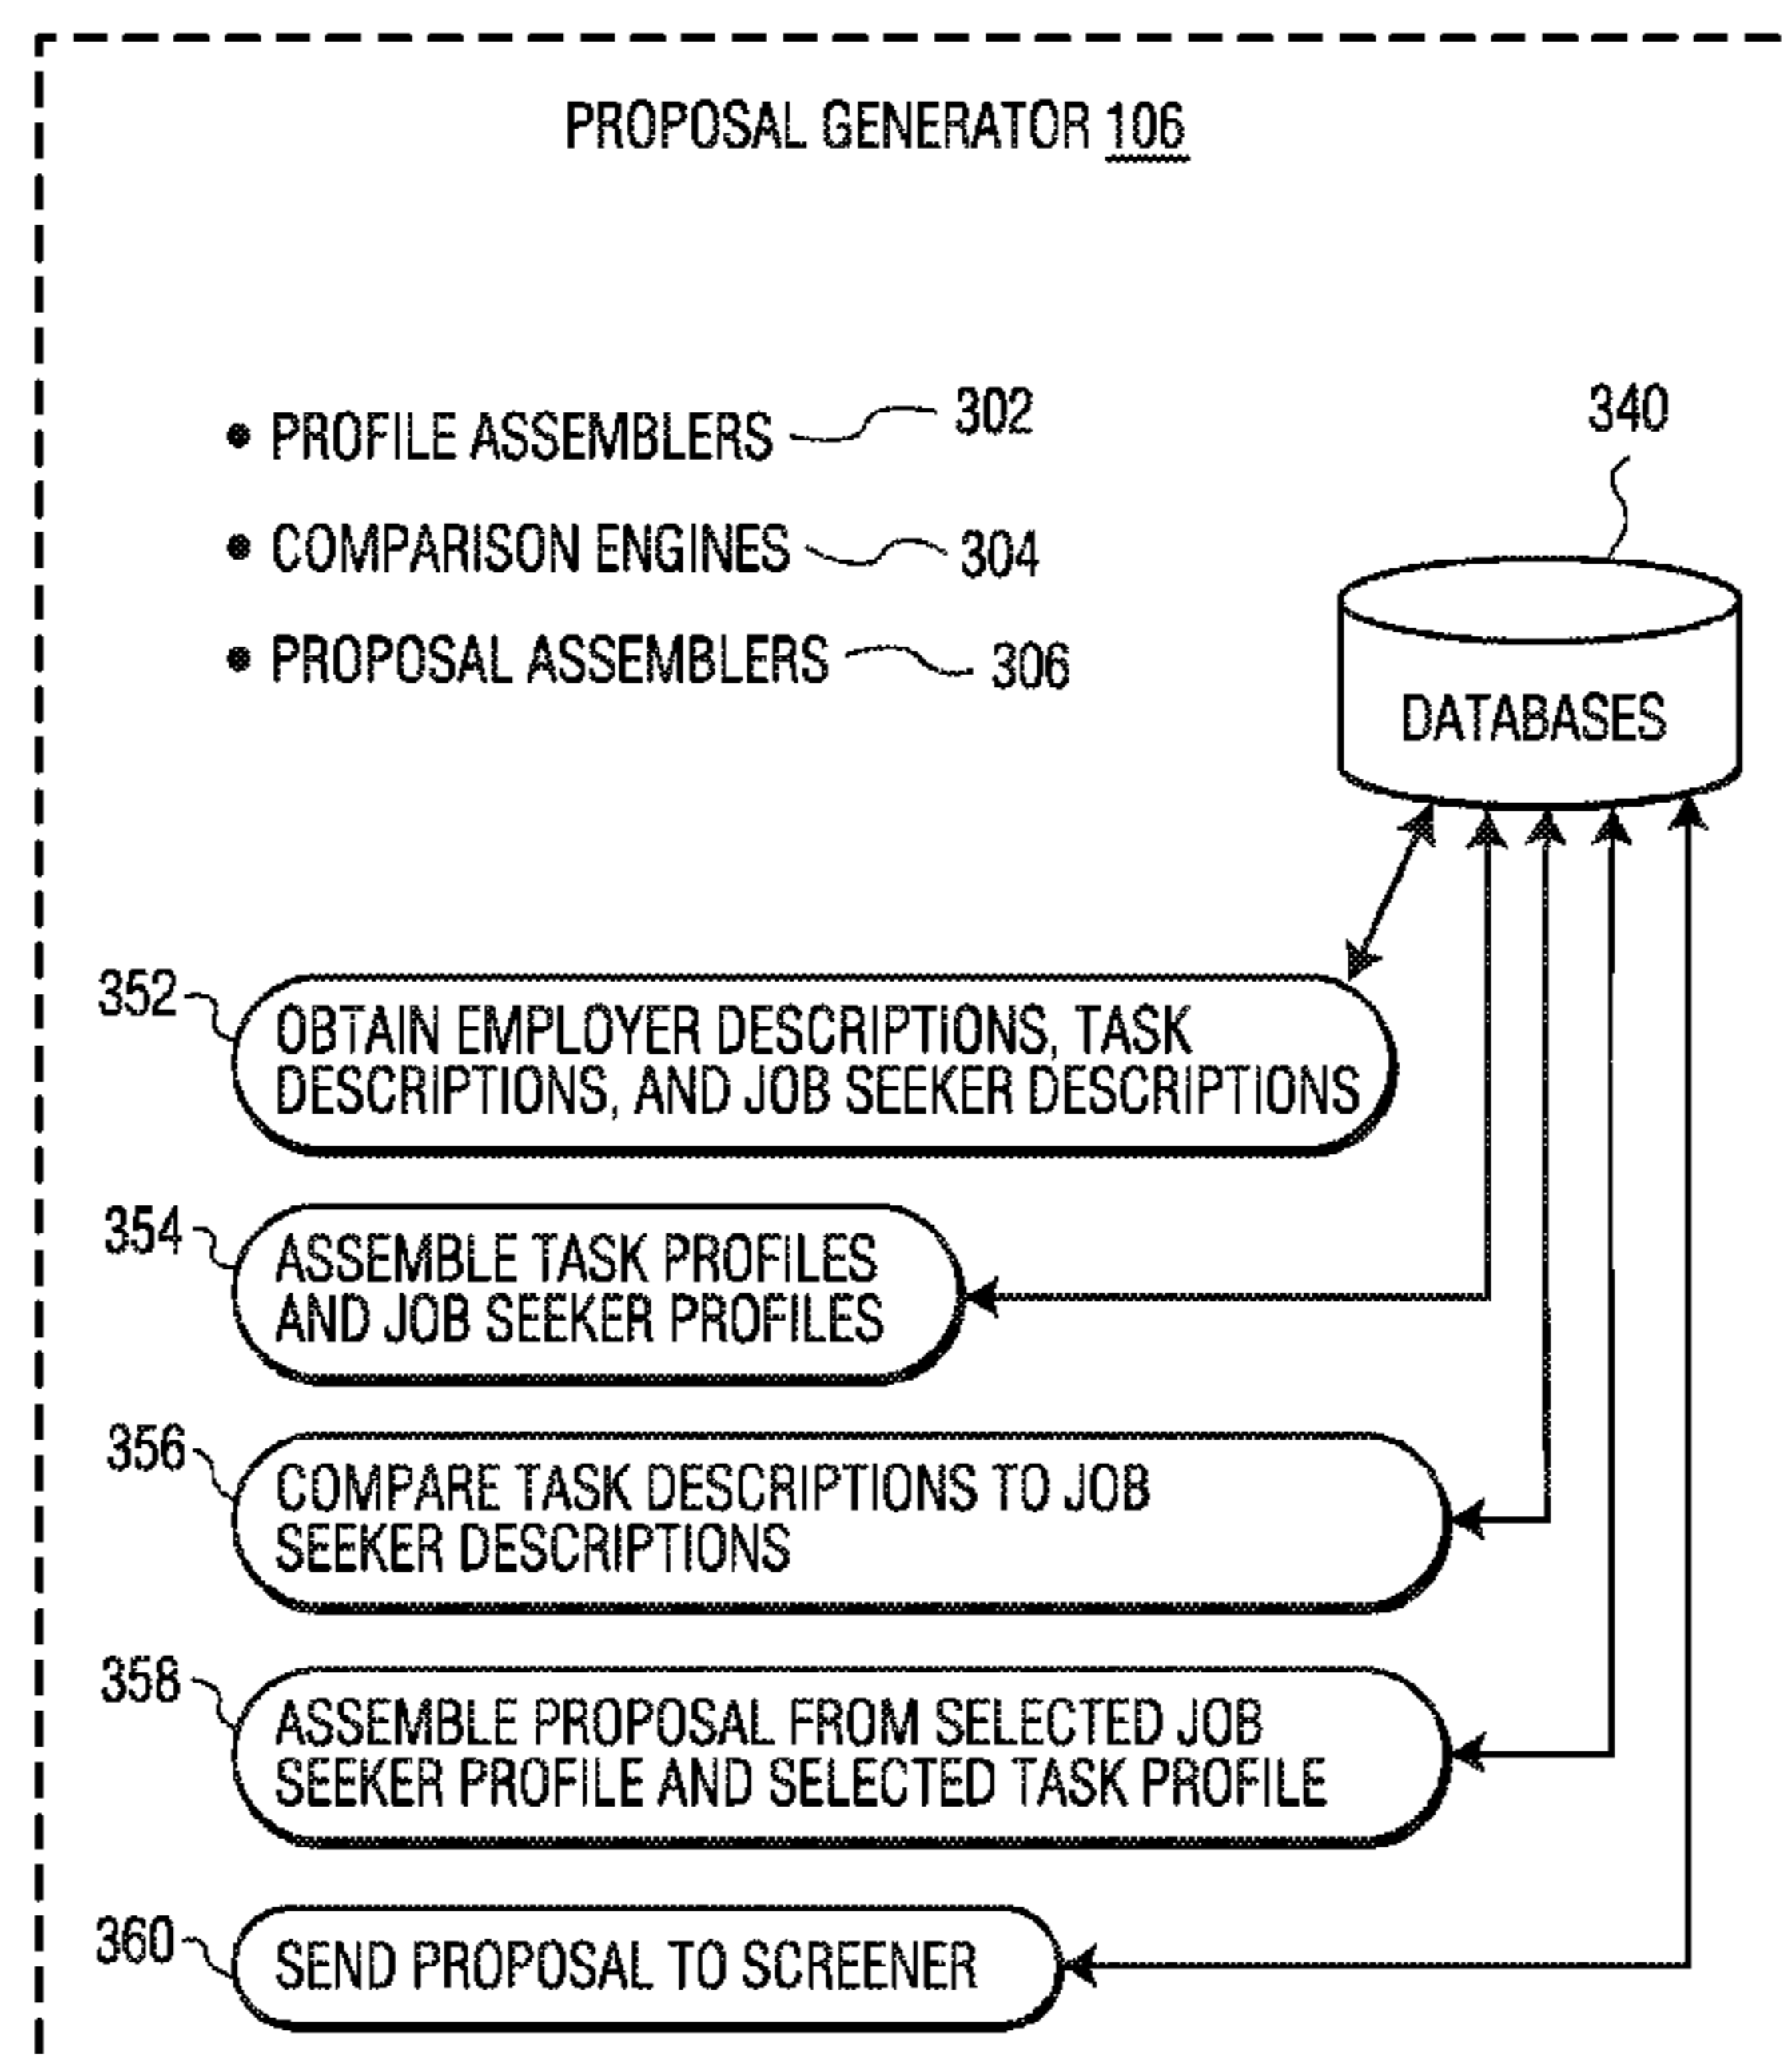 PROPOSAL GENERATOR 106
• PROFILE ASSEMBLERS 302
• COMPARISON ENGINES 304
• PROPOSAL ASSEMBLERS 306
340
DATABASES
352
OBTAIN EMPLOYER DESCRIPTIONS, TASK
DESCRIPTIONS, AND JOB SEEKER DESCRIPTIONS
354
ASSEMBLE TASK PROFILES
AND JOB SEEKER PROFILES
356
COMPARE TASK DESCRIPTIONS TO JOB
SEEKER DESCRIPTIONS
358
ASSEMBLE PROPOSAL FROM SELECTED JOB
SEEKER PROFILE AND SELECTED TASK PROFILE
360
SEND PROPOSAL TO SCREENER